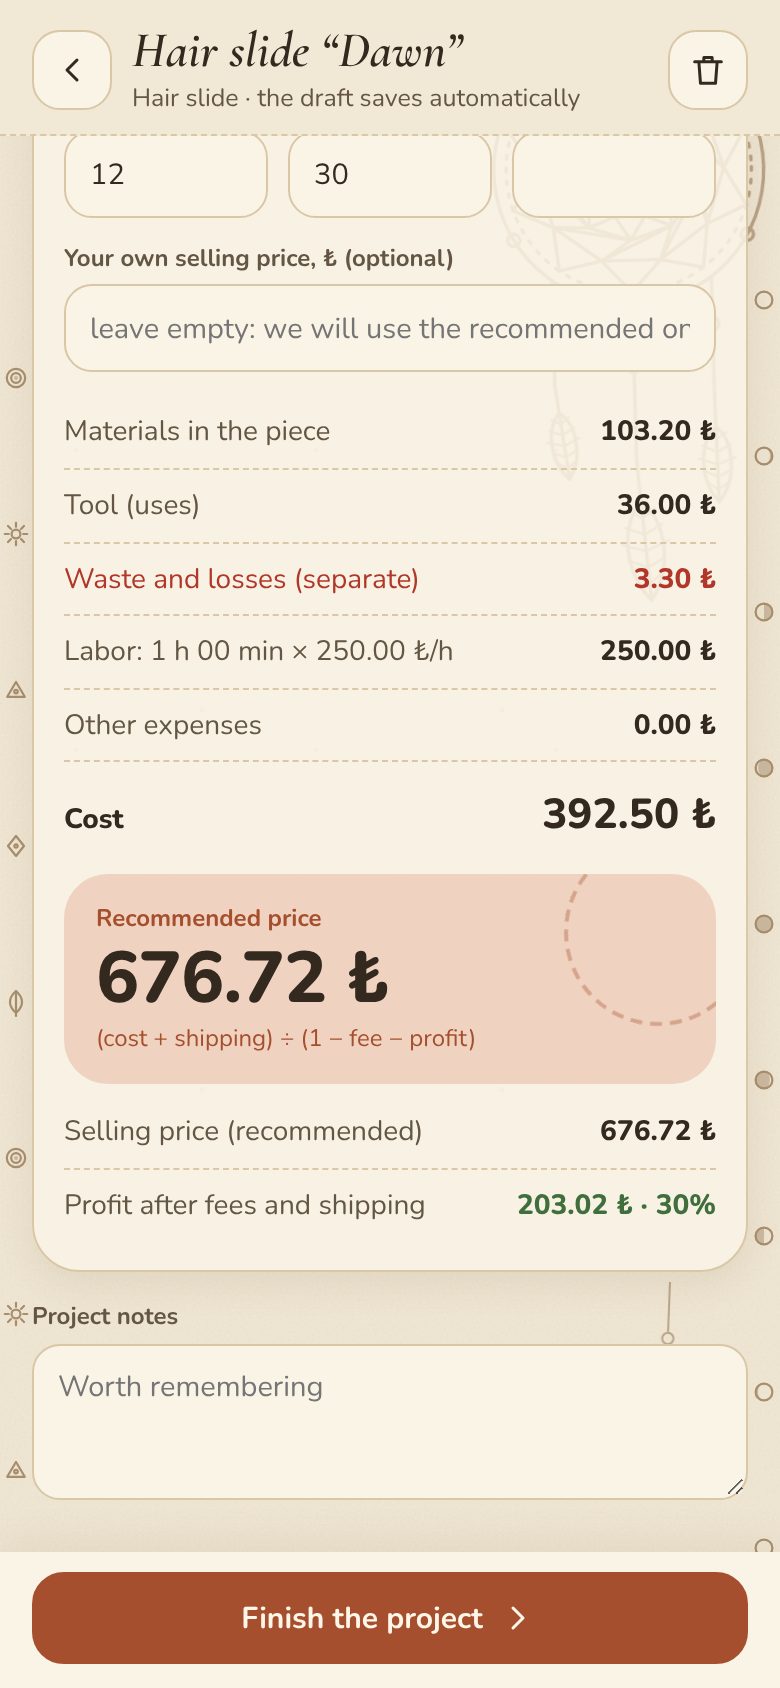 Hair slide “Dawn”
Hair slide · the draft saves automatically
12 30
Your own selling price, ₺ (optional)
leave empty: we will use the recommended or
Materials in the piece 103.20 ₺
Tool (uses) 36.00 ₺
Waste and losses (separate) 3.30 ₺
Labor: 1 h 00 min × 250.00 ₺/h 250.00 ₺
Other expenses 0.00 ₺
Cost 392.50 ₺
Recommended price
676.72 ₺
(cost + shipping) ÷ (1 – fee – profit)
Selling price (recommended) 676.72 ₺
Profit after fees and shipping 203.02 ₺ · 30%
Project notes
Worth remembering
Finish the project